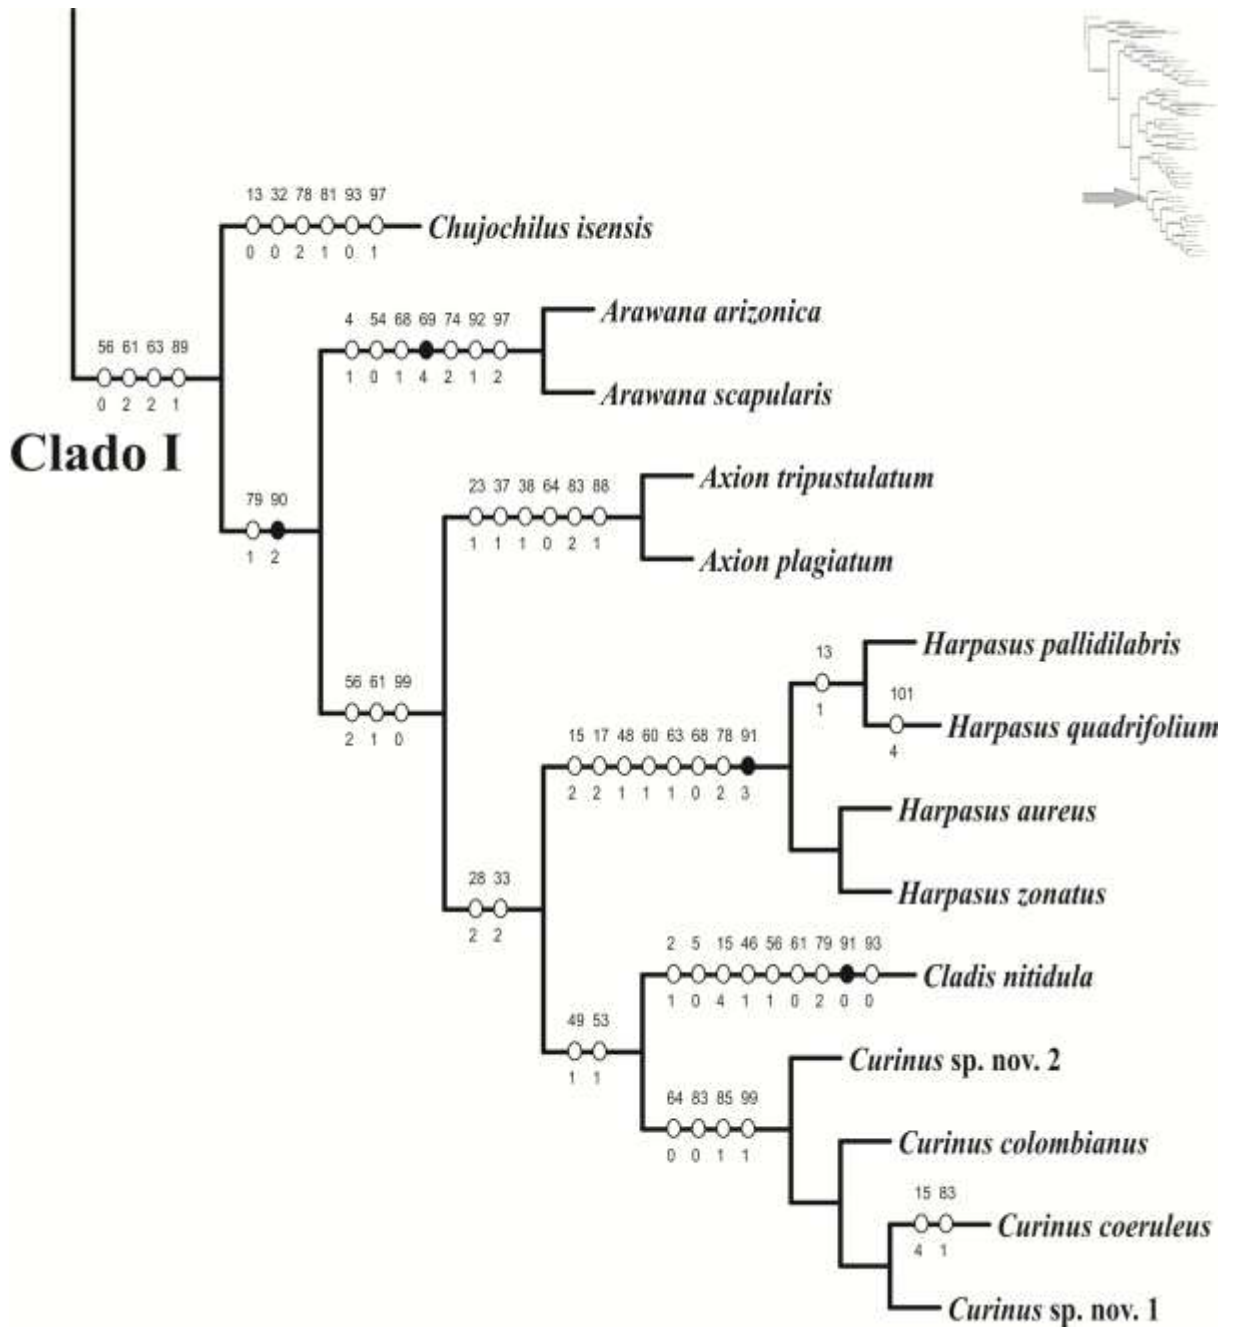 13 32 78 81 93 97
Chujochilus isensis
0 0 2 1 0 1
Arawana arizonica
4 54 68 69 74 92 97
1 0 1 4 2 1 2
56 61 63 89
0 2 2 1
Arawana scapularis
Clado I
Axion tripustulatum
79 90
1 2
23 37 38 64 83 88
1 1 1 0 2 1
Axion plagiatum
Harpasus pallidilabris
13
1
101
4
Harpasus quadrifolium
56 61 99
2 1 0
15 17 48 60 63 68 78 91
2 2 1 1 1 0 2 3
Harpasus aureus
Harpasus zonatus
28 33
2 2
2 5 15 46 56 61 79 91 93
Cladis nitidula
1 0 4 1 1 0 2 0 0
49 53
1 1
Curinus sp. nov. 2
64 83 85 99
0 0 1 1
Curinus colombianus
15 83
Curinus coeruleus
4 1
Curinus sp. nov. 1